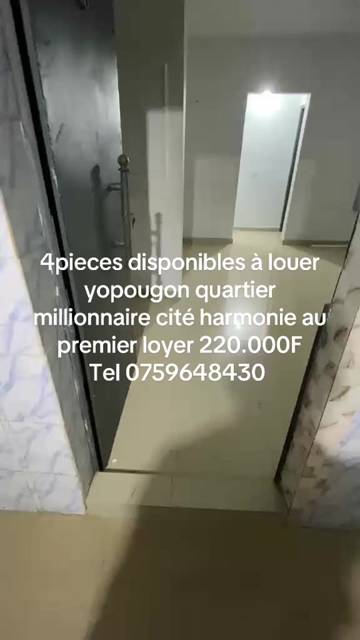 4pieces disponibles à louer
yopougon quartier
millionnaire cité harmonie au
premier loyer 220.000F
Tel 0759648430